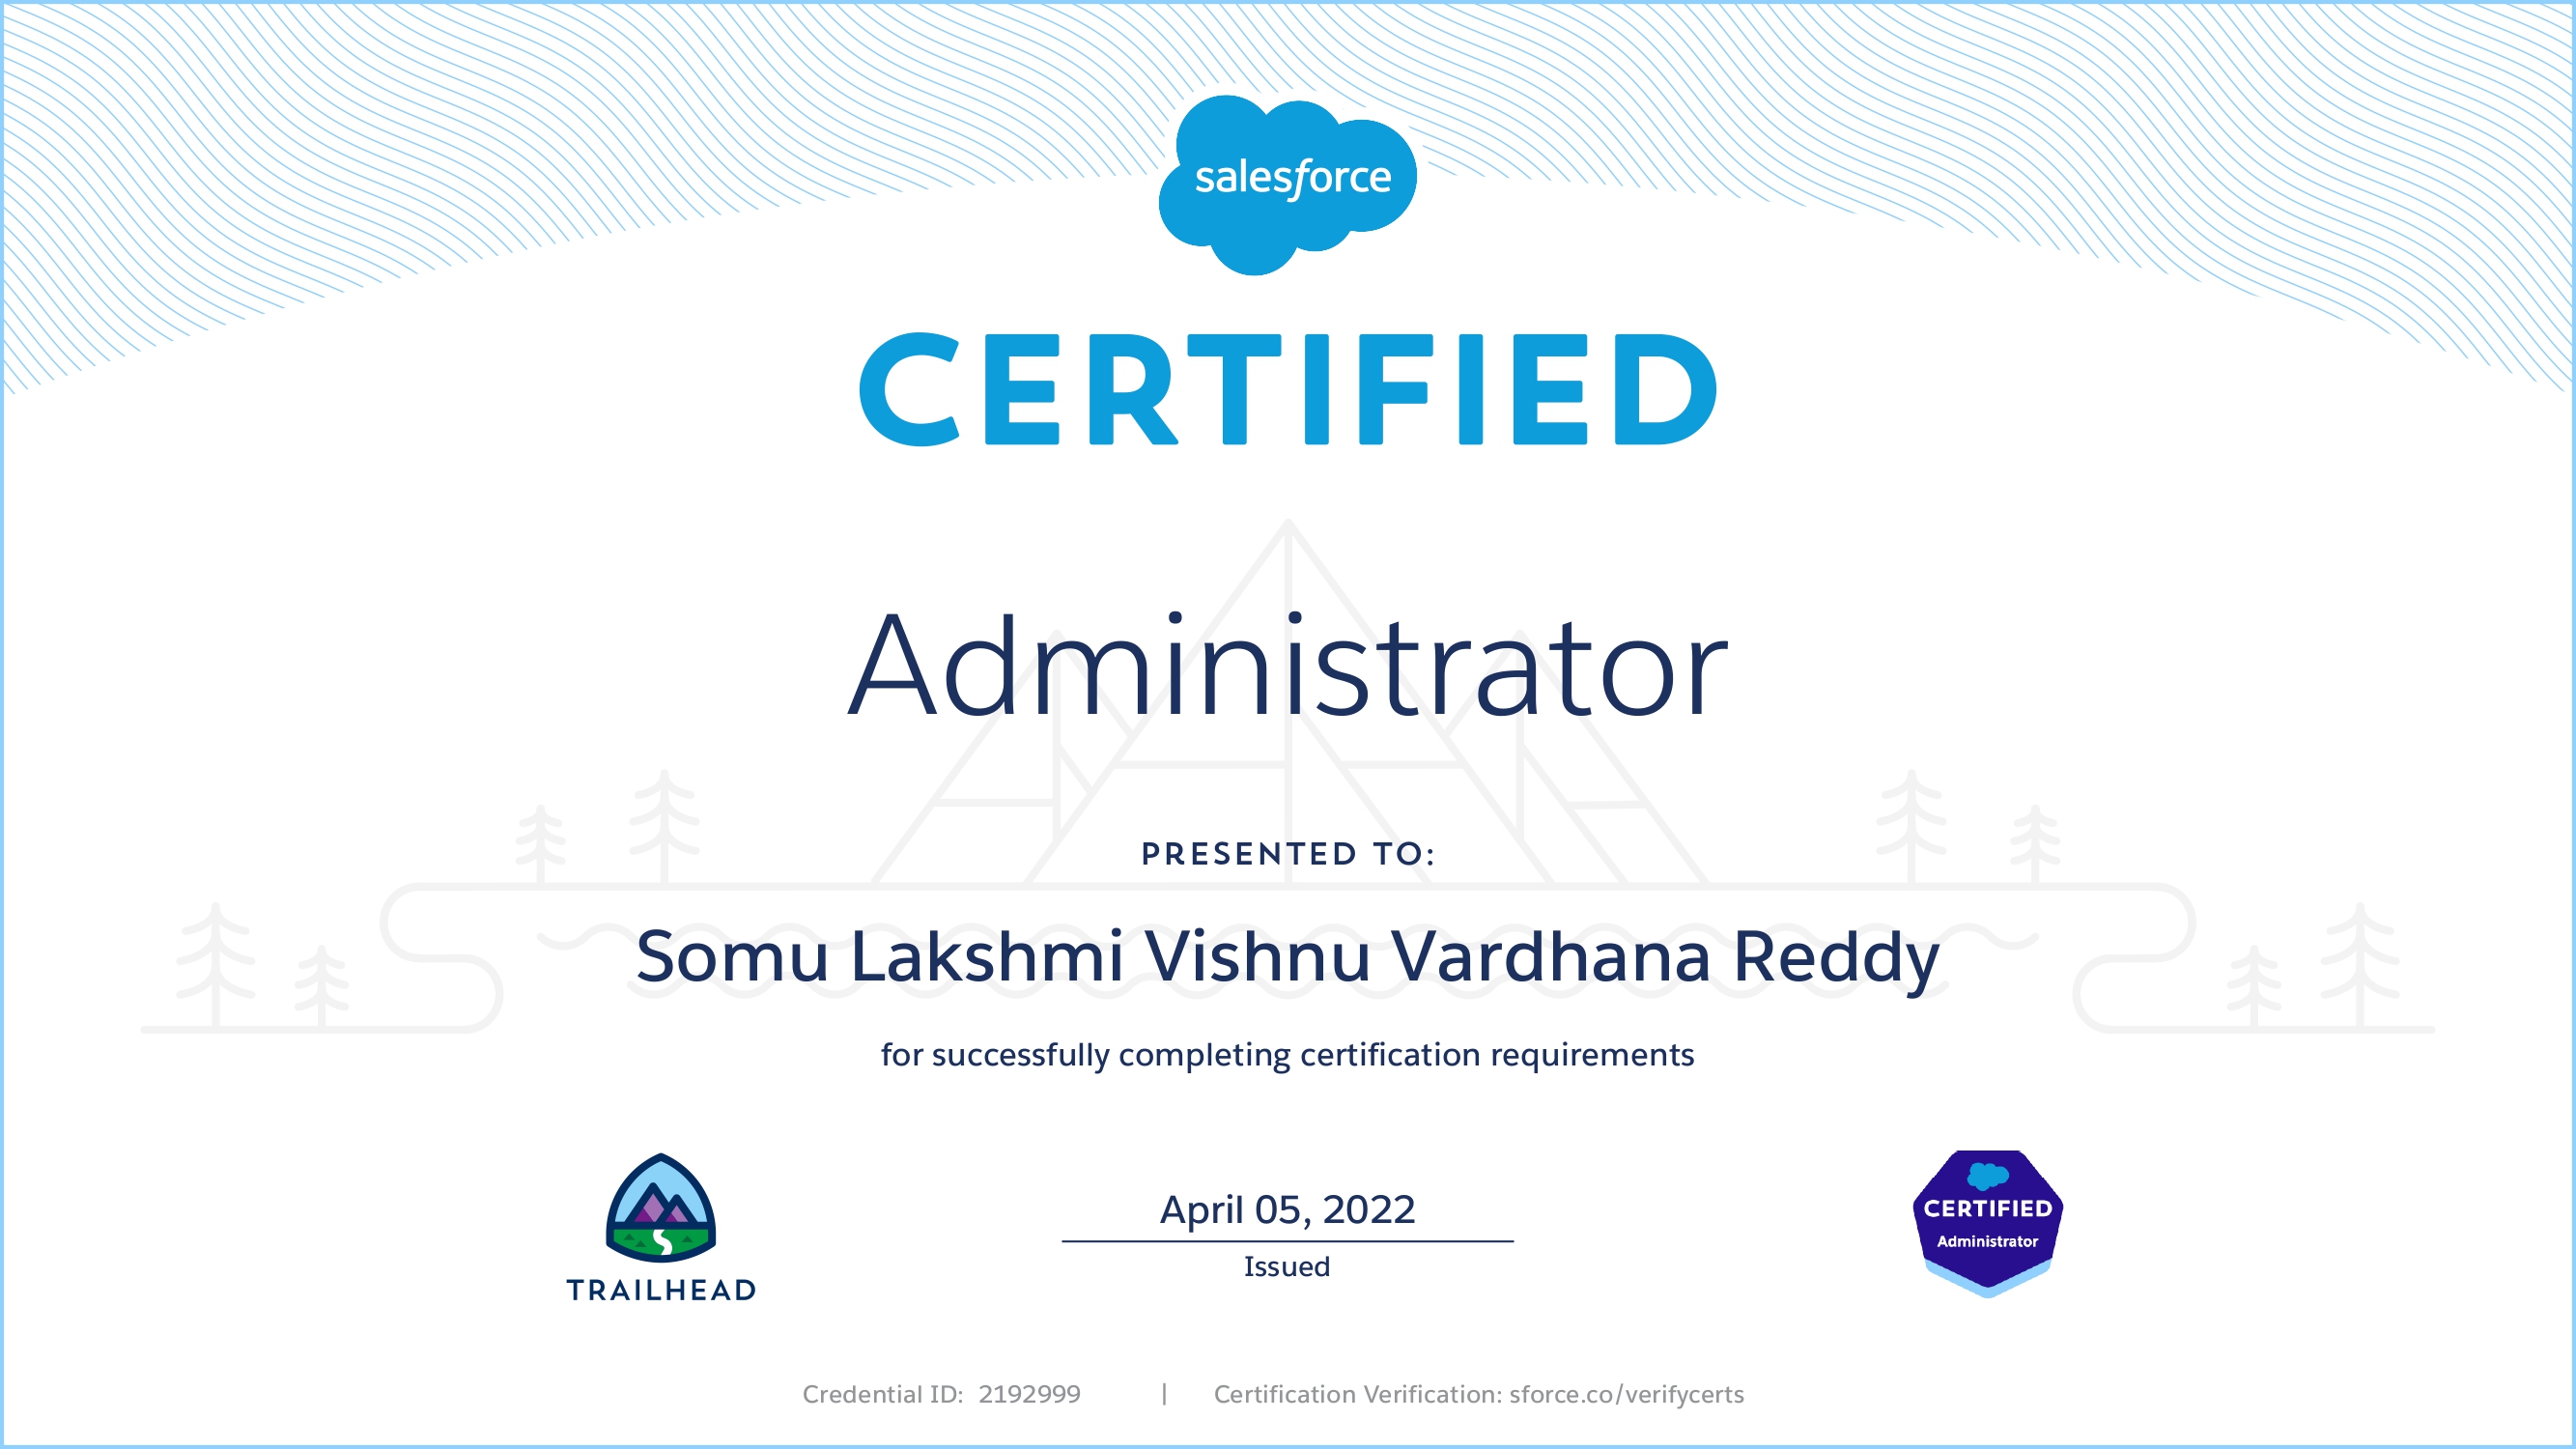 salesforce
CERTIFIED
Administrator
PRESENTED TO:
Somu Lakshmi Vishnu Vardhana Reddy
for successfully completing certification requirements
TRAILHEAD
April 05, 2022
Issued
CERTIFIED
Administrator
Credential ID: 2192999 | Certification Verification: sforce.co/verifycerts